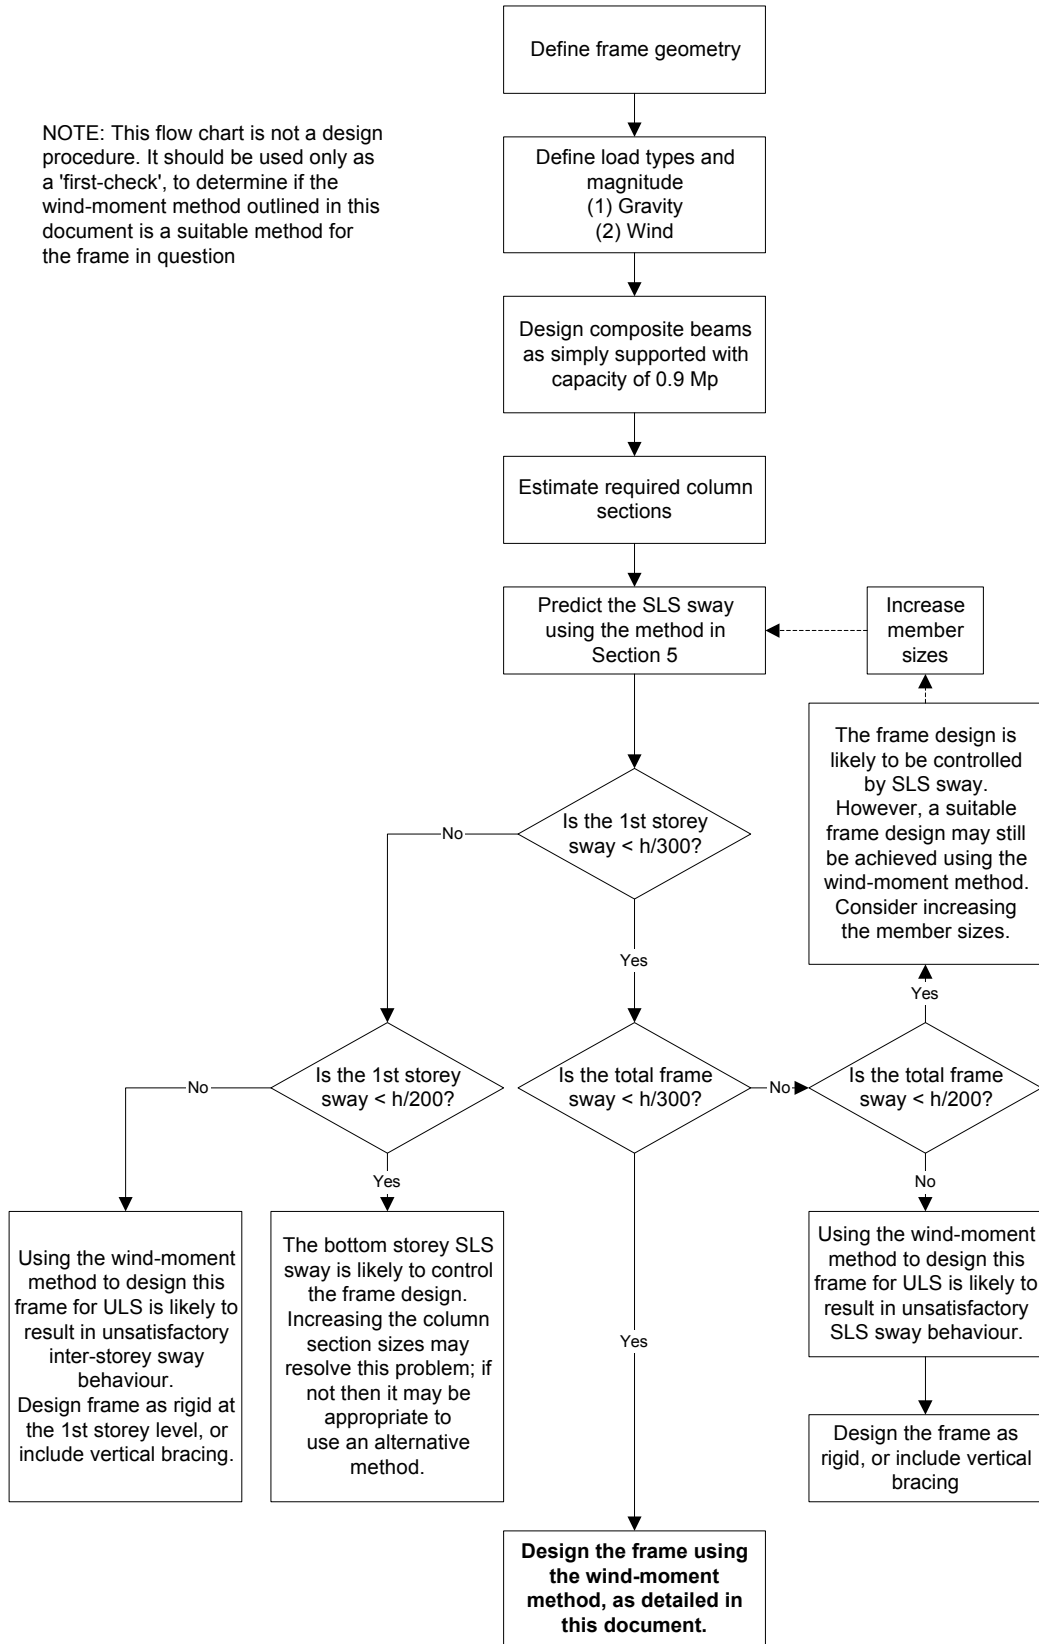 Define frame geometry
NOTE: This flow chart is not a design
procedure. It should be used only as
a 'first-check', to determine if the
wind-moment method outlined in this
document is a suitable method for
the frame in question
Define load types and
magnitude
(1) Gravity
(2) Wind
Design composite beams
as simply supported with
capacity of 0.9 Mp
Estimate required column
sections
Predict the SLS sway
using the method in
Section 5
Increase
member
sizes
The frame design is
likely to be controlled
by SLS sway.
However, a suitable
frame design may still
be achieved using the
wind-moment method.
Consider increasing
the member sizes.
Is the 1st storey
sway < h/300?
No
Yes
Yes
Is the 1st storey
sway < h/200?
Is the total frame
sway < h/300?
Is the total frame
sway < h/200?
No
No
Yes
No
Using the wind-moment
method to design this
frame for ULS is likely to
result in unsatisfactory
inter-storey sway
behaviour.
Design frame as rigid at
the 1st storey level, or
include vertical bracing.
The bottom storey SLS
sway is likely to control
the frame design.
Increasing the column
section sizes may
resolve this problem; if
not then it may be
appropriate to
use an alternative
method.
Yes
Using the wind-moment
method to design this
frame for ULS is likely to
result in unsatisfactory
SLS sway behaviour.
Design the frame as
rigid, or include vertical
bracing
Design the frame using
the wind-moment
method, as detailed in
this document.